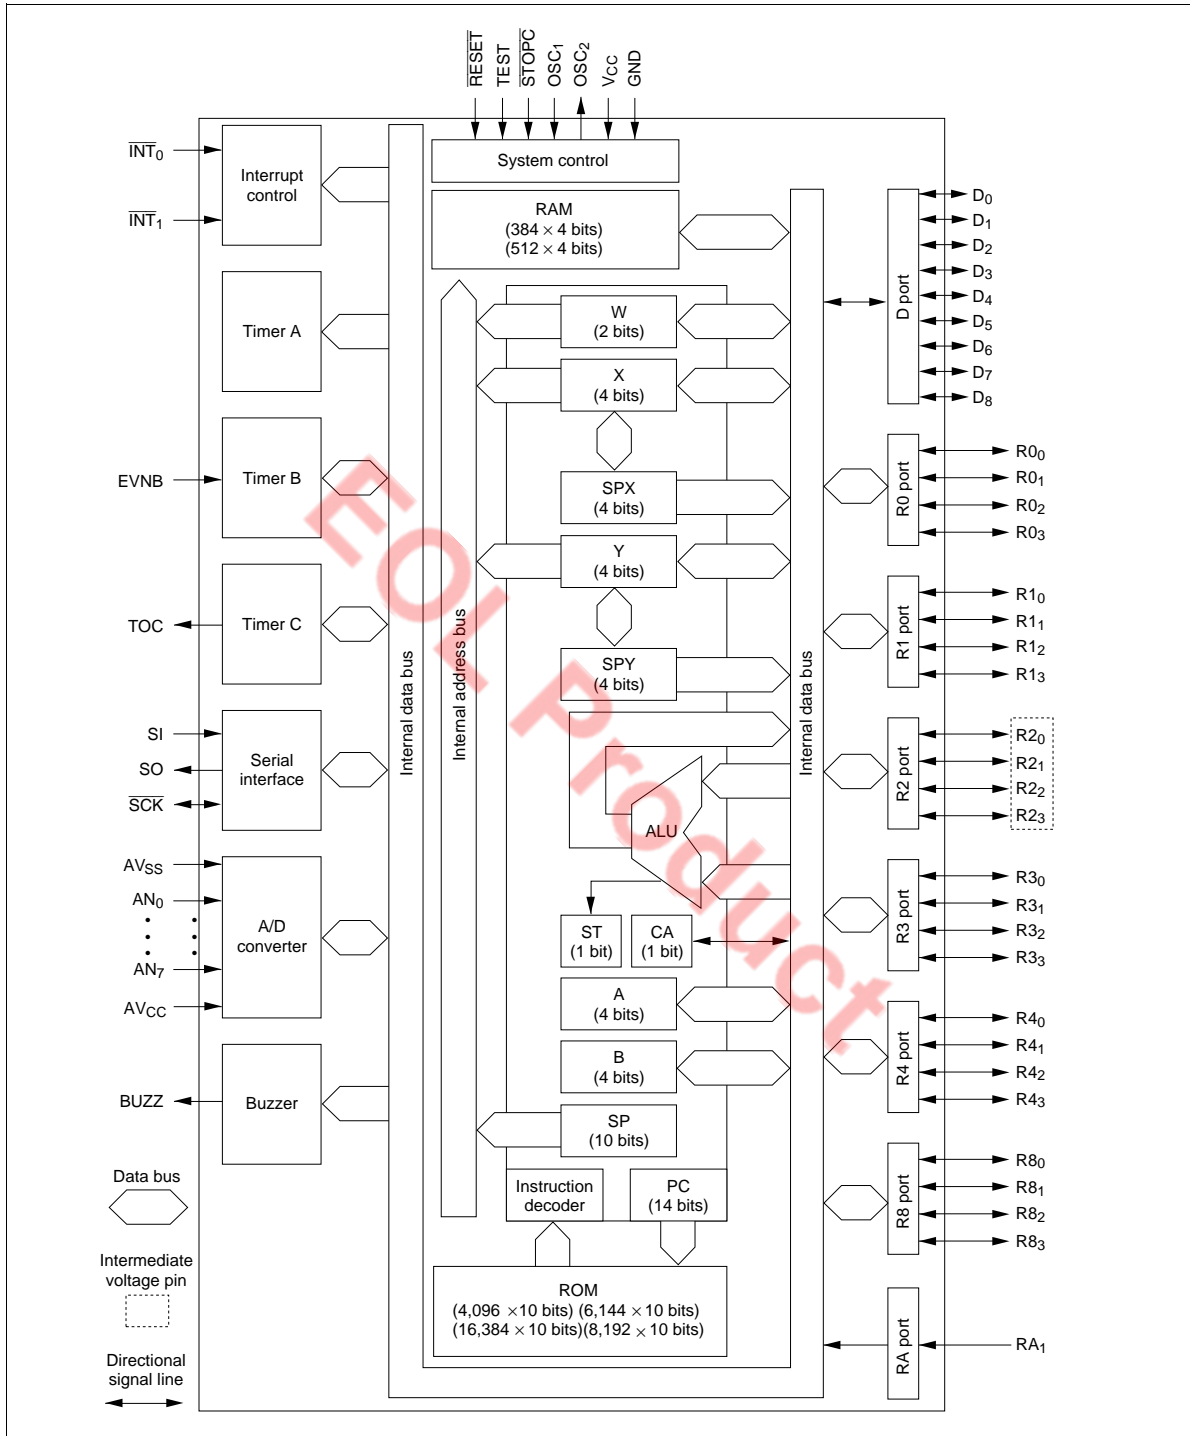 RESET
TEST
STOPC
OSC1
OSC2
VCC
GND
System control
INT0
INT1
Interrupt
control
RAM
(384 × 4 bits)
(512 × 4 bits)
Timer A
EVNB
Timer B
TOC
Timer C
SI
SO
SCK
Serial
interface
AVSS
AN0
AN7
AVCC
A/D
converter
BUZZ
Buzzer
Internal data bus
Internal address bus
W
(2 bits)
X
(4 bits)
SPX
(4 bits)
Y
(4 bits)
SPY
(4 bits)
ALU
ST
(1 bit)
CA
(1 bit)
A
(4 bits)
B
(4 bits)
SP
(10 bits)
Instruction
decoder
PC
(14 bits)
ROM
(4,096 ×10 bits) (6,144 × 10 bits)
(16,384 × 10 bits)(8,192 × 10 bits)
Internal data bus
D port
D0
D1
D2
D3
D4
D5
D6
D7
D8
R0 port
R00
R01
R02
R03
R1 port
R10
R11
R12
R13
R2 port
R20
R21
R22
R23
R3 port
R30
R31
R32
R33
R4 port
R40
R41
R42
R43
R8 port
R80
R81
R82
R83
RA port
RA1
Data bus
Intermediate
voltage pin
Directional
signal line
EOL Product